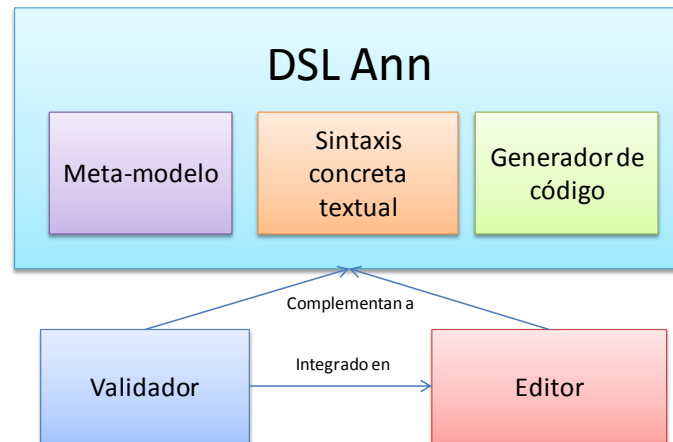 DSL Ann
Meta-modelo
Sintaxis
concreta
textual
Generador de
código
Complementan a
Validador
Integrado en
Editor